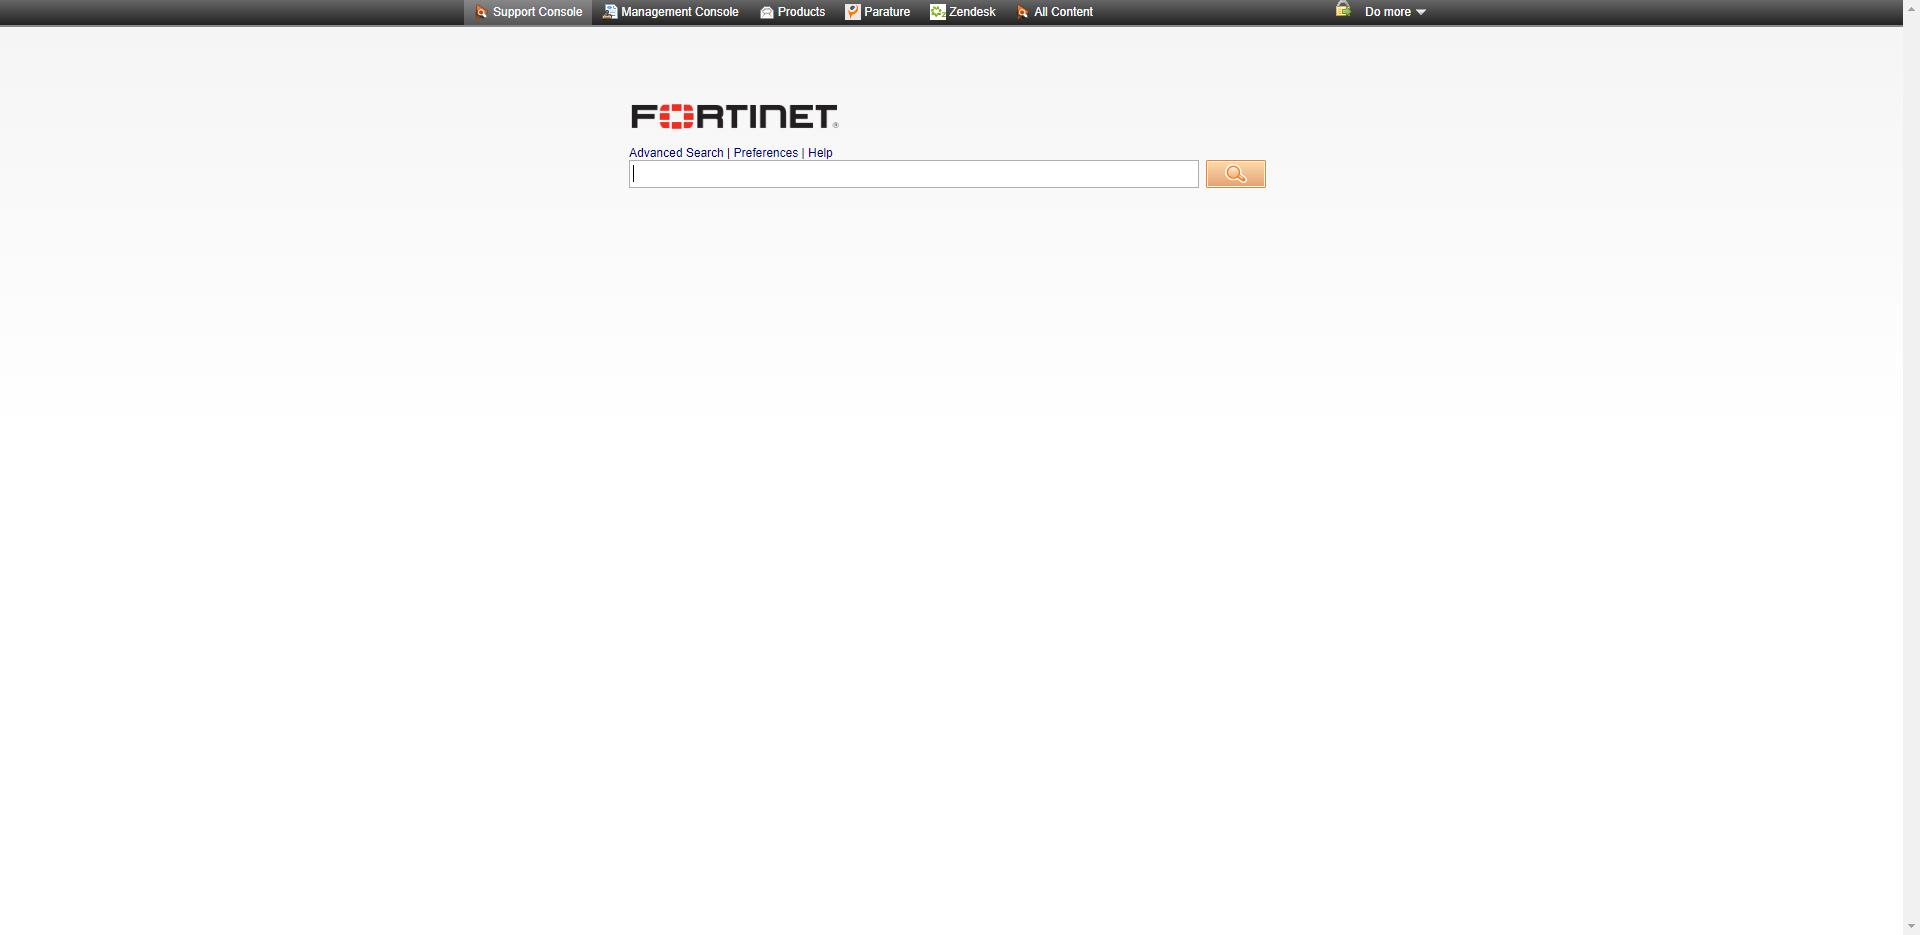 Support Console Management Console Products Parature Zendesk All Content Do more
FORTINET®
Advanced Search | Preferences | Help